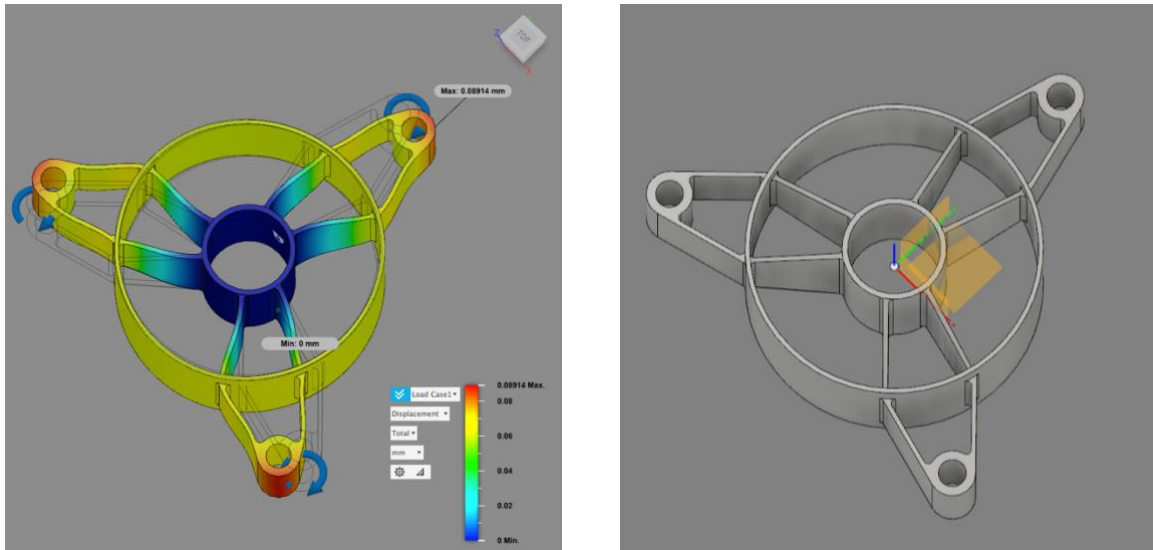 TOP
Z
Max: 0.08914 mm
Min: 0 mm
Load Case1
Displacement
Total
mm
0.08914 Max.
0.08
0.06
0.04
0.02
0 Min.